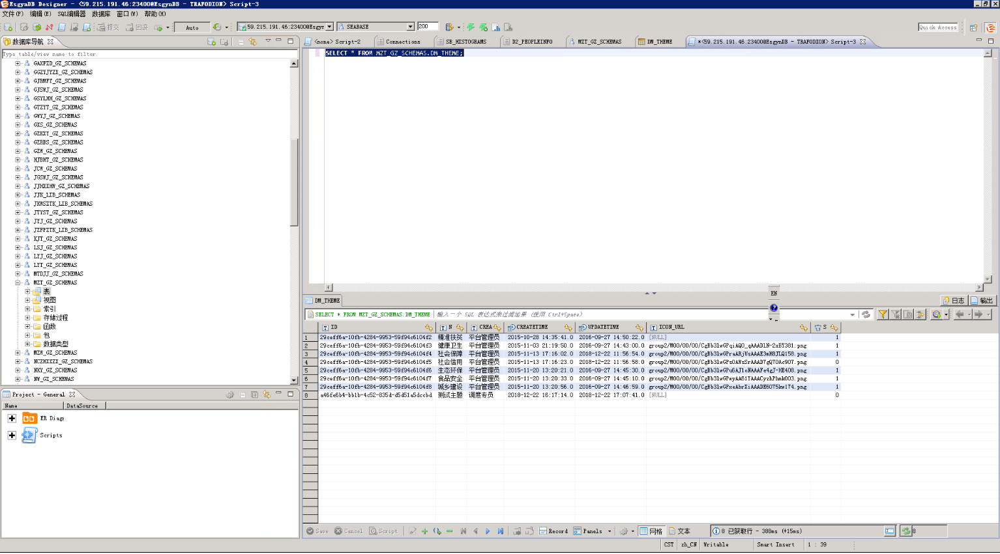 EsgynDB Designer - <59.215.191.46:23400@EsgynDB - TRAFODION> Script-3
文件(F) 编辑(E) SQL编辑器 数据库 窗口(W) 帮助(H)
提交 回滚 Auto 59.215.191.46:23400@Esgyn SEABASE 200 Quick Access
数据库导航
Type table/view name to filter
GAXFZD_GZ_SCHEMAS
GGZYJYZX_GZ_SCHEMAS
GJBMFY_GZ_SCHEMAS
GJSWJ_GZ_SCHEMAS
GSYLHH_GZ_SCHEMAS
GTZYT_GZ_SCHEMAS
GWYJ_GZ_SCHEMAS
GXS_GZ_SCHEMAS
GZKXY_GZ_SCHEMAS
GZRBS_GZ_SCHEMAS
GZW_GZ_SCHEMAS
HJBHT_GZ_SCHEMAS
JCW_GZ_SCHEMAS
JGSWJ_GZ_SCHEMAS
JJHXXHW_GZ_SCHEMAS
JJK_LIB_SCHEMAS
JKWSZTK_LIB_SCHEMAS
JTYST_GZ_SCHEMAS
JYJ_GZ_SCHEMAS
JZFPZTK_LIB_SCHEMAS
KJT_GZ_SCHEMAS
LSJ_GZ_SCHEMAS
LYJ_GZ_SCHEMAS
LYT_GZ_SCHEMAS
MTDJJ_GZ_SCHEMAS
MZT_GZ_SCHEMAS
表
视图
索引
存储过程
函数
包
数据类型
MZW_GZ_SCHEMAS
NCZHXXZX_GZ_SCHEMAS
NKY_GZ_SCHEMAS
NW_GZ_SCHEMAS
Project - General
Name DataSource
ER Diagr
Scripts
<none> Script-2 Connections SB_HISTOGRAMS D2_PEOPLEINFO MZT_GZ_SCHEMAS DM_THEME *<59.215.191.46:23400@EsgynDB - TRAFODION> Script-3
SELECT * FROM MZT_GZ_SCHEMAS.DM_THEME;
EN
DM_THEME 日志 输出
SELECT * FROM MZT_GZ_SCHEMAS.DM_THEME 输入一个 SQL 表达式来过滤结果 (使用 Ctrl+Space)
ID N CREA CREATETIME UPDATETIME ICON_URL S
1 29ceff6a-10fb-4284-9953-59f94c6104f2 精准扶贫 平台管理员 2015-10-28 14:35:41.0 2016-09-27 14:50:22.0 [NULL] 1
2 29ceff6a-10fb-4284-9953-59f94c6104f3 健康卫生 平台管理员 2015-11-03 21:19:50.0 2016-09-27 14:43:00.0 group2/M00/00/00/CgBb3lwGPqiAQO_qAAADlN-2xBY381.png 1
3 29ceff6a-10fb-4284-9953-59f94c6104f4 社会保障 平台管理员 2015-11-13 17:16:02.0 2018-12-22 11:56:54.0 group2/M00/00/00/CgBb3lwGPraARjUsAAAE3mM6JLQ158.png 1
4 29ceff6a-10fb-4284-9953-59f94c6104f5 社会信用 平台管理员 2015-11-13 17:16:23.0 2018-12-22 11:56:58.0 group2/M00/00/00/CgBb3lwGPsOAYsSrAAAD7gQ7OAc907.png 0
5 29ceff6a-10fb-4284-9953-59f94c6104f6 生态环保 平台管理员 2015-11-20 13:20:21.0 2016-09-27 14:45:30.0 group2/M00/00/00/CgBb3lwGPu6AJ1oNAAAFe4gJ-HE408.png 1
6 29ceff6a-10fb-4284-9953-59f94c6104f7 食品安全 平台管理员 2015-11-20 13:20:33.0 2016-09-27 14:45:10.0 group2/M00/00/00/CgBb3lwGPwyAA61TAAACyzhPhmk003.png 1
7 29ceff6a-10fb-4284-9953-59f94c6104f8 城乡建设 平台管理员 2015-11-20 13:20:56.0 2016-09-27 14:46:59.0 group2/M00/00/00/CgBb3lwGPxeAbrXiAAADE6O75kw174.png 1
8 a46fe6b4-bb1b-4c52-835d-d5d51a5dccbd 测试主题 调度专员 2018-12-22 16:17:14.0 2018-12-22 17:07:41.0 [NULL] 0
Save Cancel Script Record Panels 网格 文本 8 已获取行 - 388ms (+15ms) 8
CST zh_CN Writable Smart Insert 1 : 39